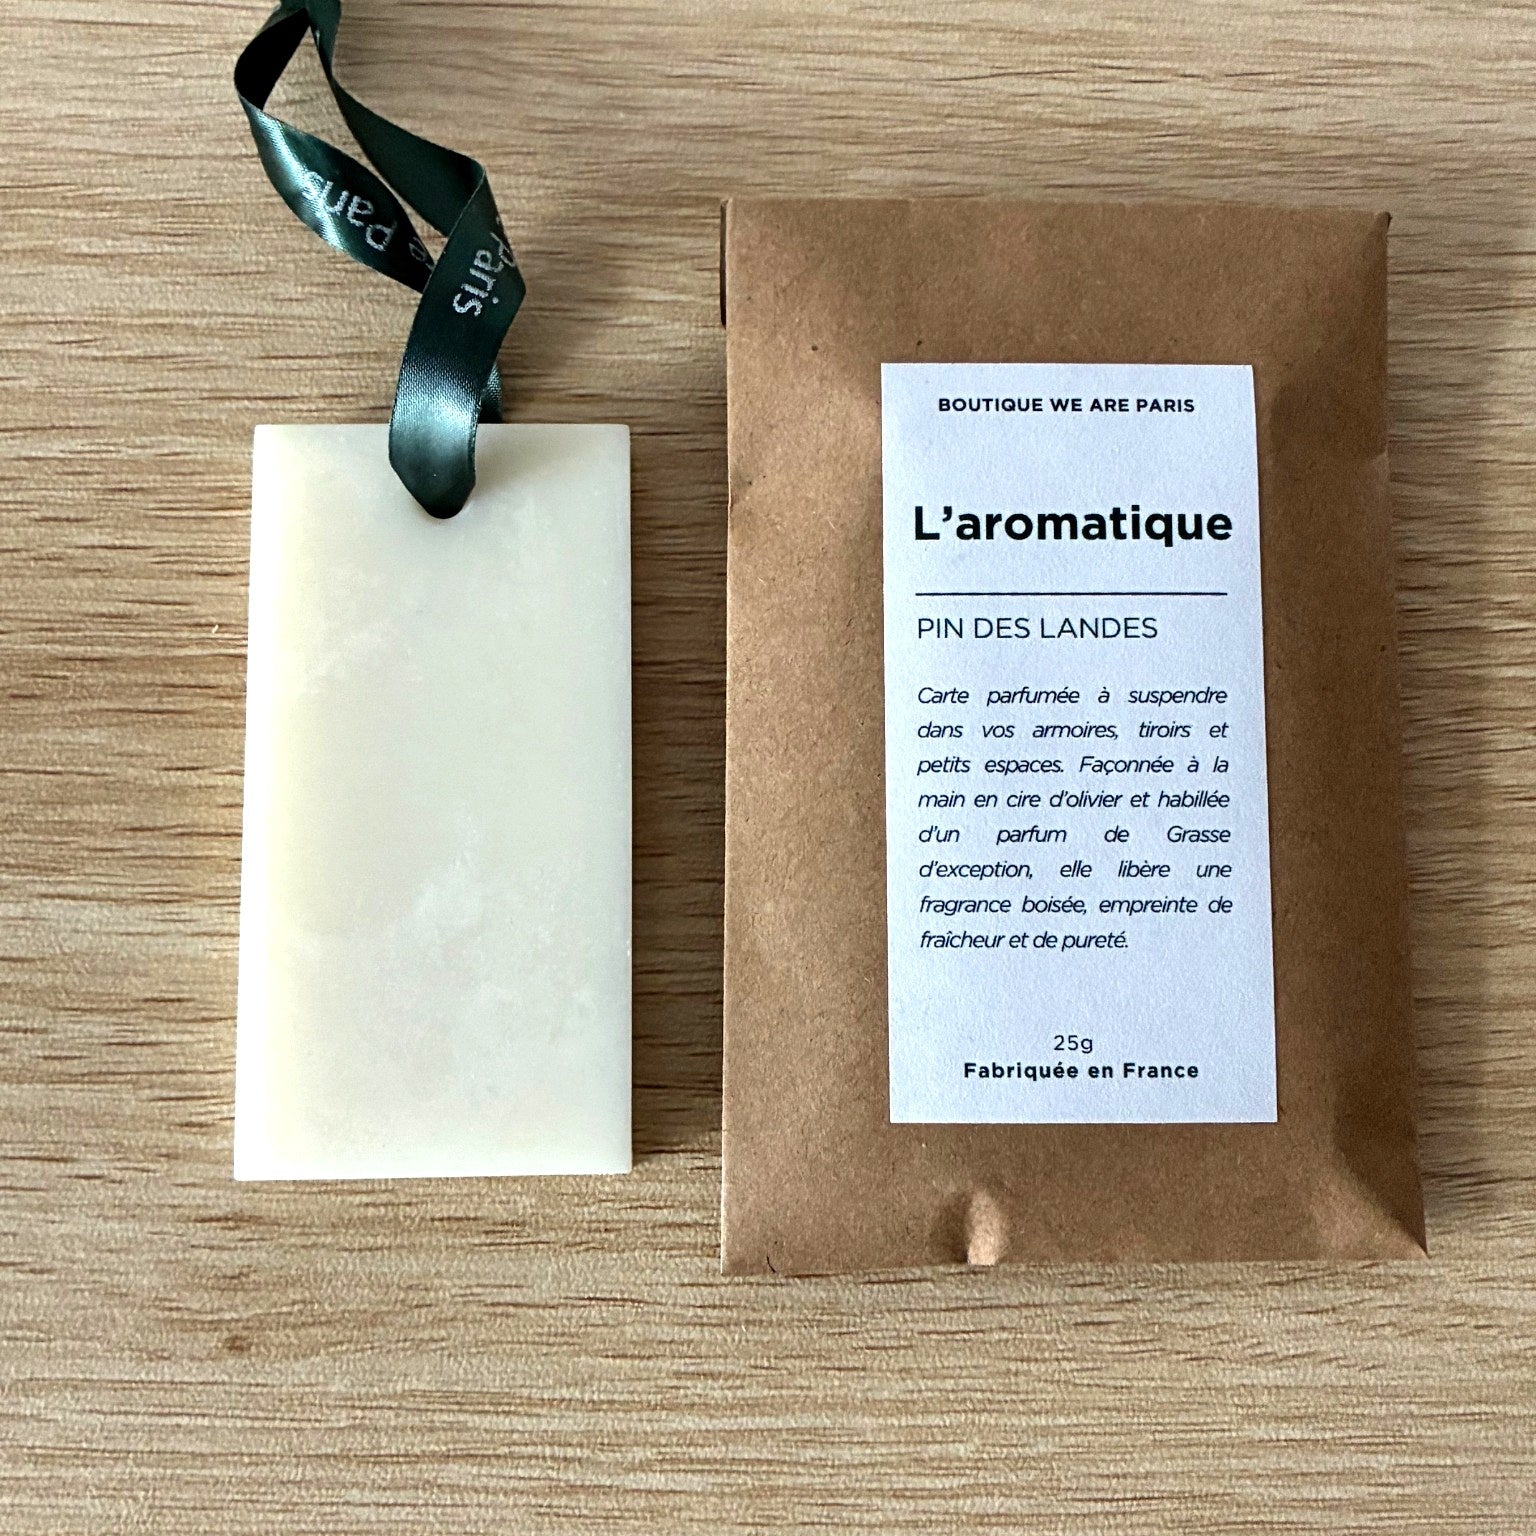 Paris
Paris
BOUTIQUE WE ARE PARIS
L’aromatique
PIN DES LANDES
Carte parfumée à suspendre
dans vos armoires, tiroirs et
petits espaces. Façonnée à la
main en cire d’olivier et habillée
d’un parfum de Grasse
d’exception, elle libère une
fragrance boisée, empreinte de
fraîcheur et de pureté.
25g
Fabriquée en France